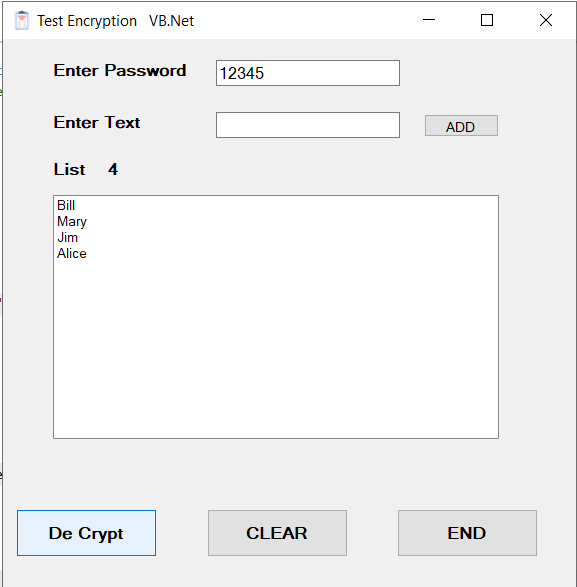 Test Encryption VB.Net
Enter Password 12345
Enter Text ADD
List 4
Bill
Mary
Jim
Alice
De Crypt CLEAR END